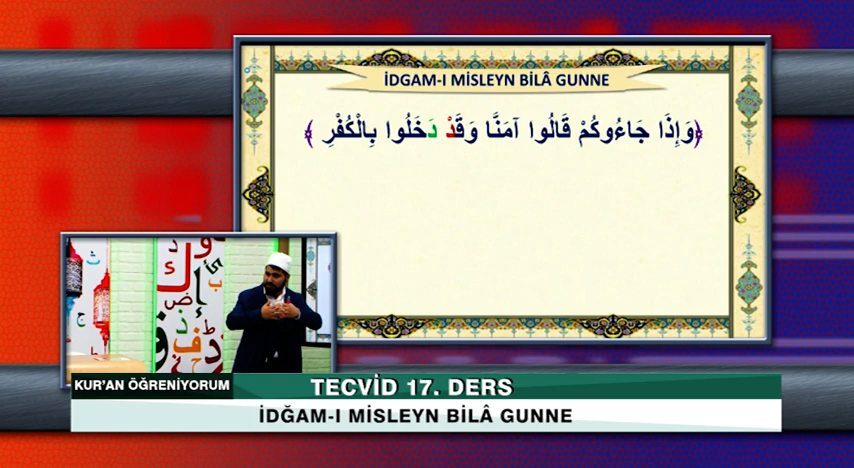 İDGAM-I MİSLEYN BİLÂ GUNNE
﴿وَإِذَا جَاءُوكُمْ قَالُوا آمَنَّا وَقَدْ دَخَلُوا بِالْكُفْرِ ﴾
KUR'AN ÖĞRENİYORUM
TECVİD 17. DERS
İDĞAM-I MİSLEYN BİLÂ GUNNE